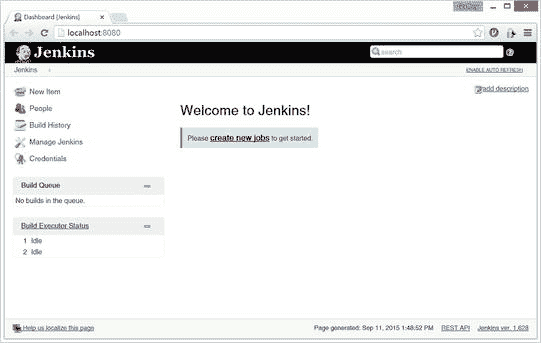 Dashboard [Jenkins]
localhost:8080
Jenkins
search
Jenkins
ENABLE AUTO REFRESH
add description
New Item
People
Build History
Manage Jenkins
Credentials
Welcome to Jenkins!
Please create new jobs to get started.
Build Queue
No builds in the queue.
Build Executor Status
1 Idle
2 Idle
Help us localize this page
Page generated: Sep 11, 2015 1:48:52 PM
REST API
Jenkins ver. 1.628